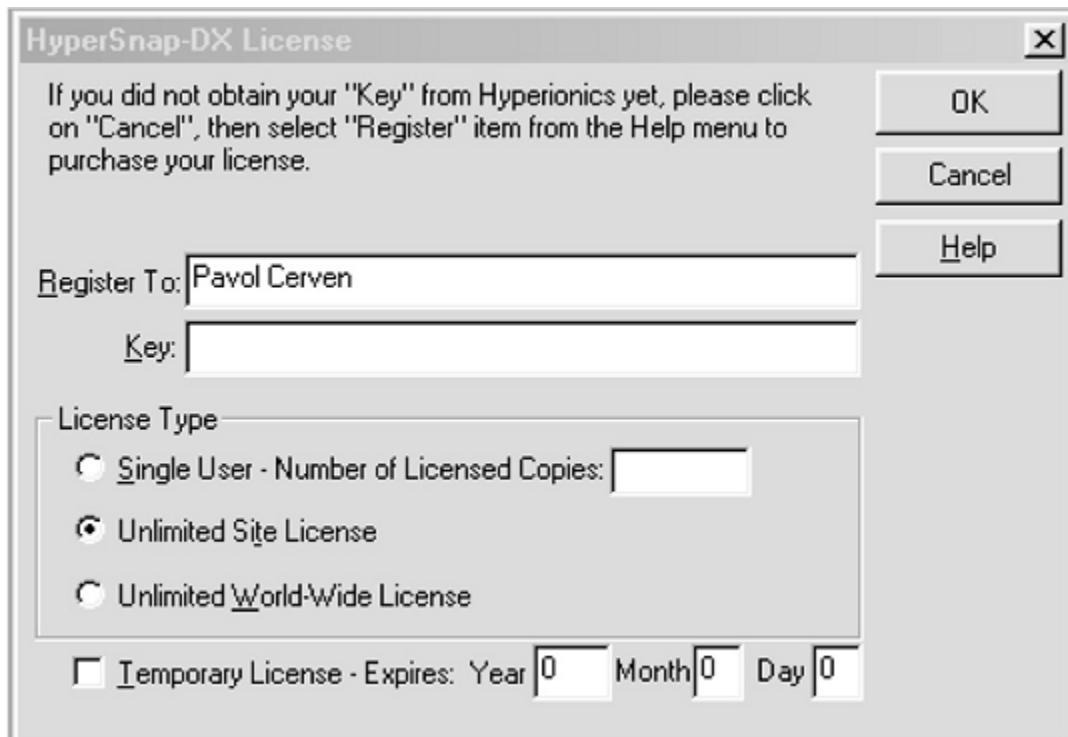 HyperSnap-DX License
If you did not obtain your "Key" from Hyperionics yet, please click
on "Cancel", then select "Register" item from the Help menu to
purchase your license.
OK
Cancel
Help
Register To: Pavol Cerven
Key:
License Type
Single User - Number of Licensed Copies:
Unlimited Site License
Unlimited World-Wide License
Temporary License - Expires: Year 0 Month 0 Day 0